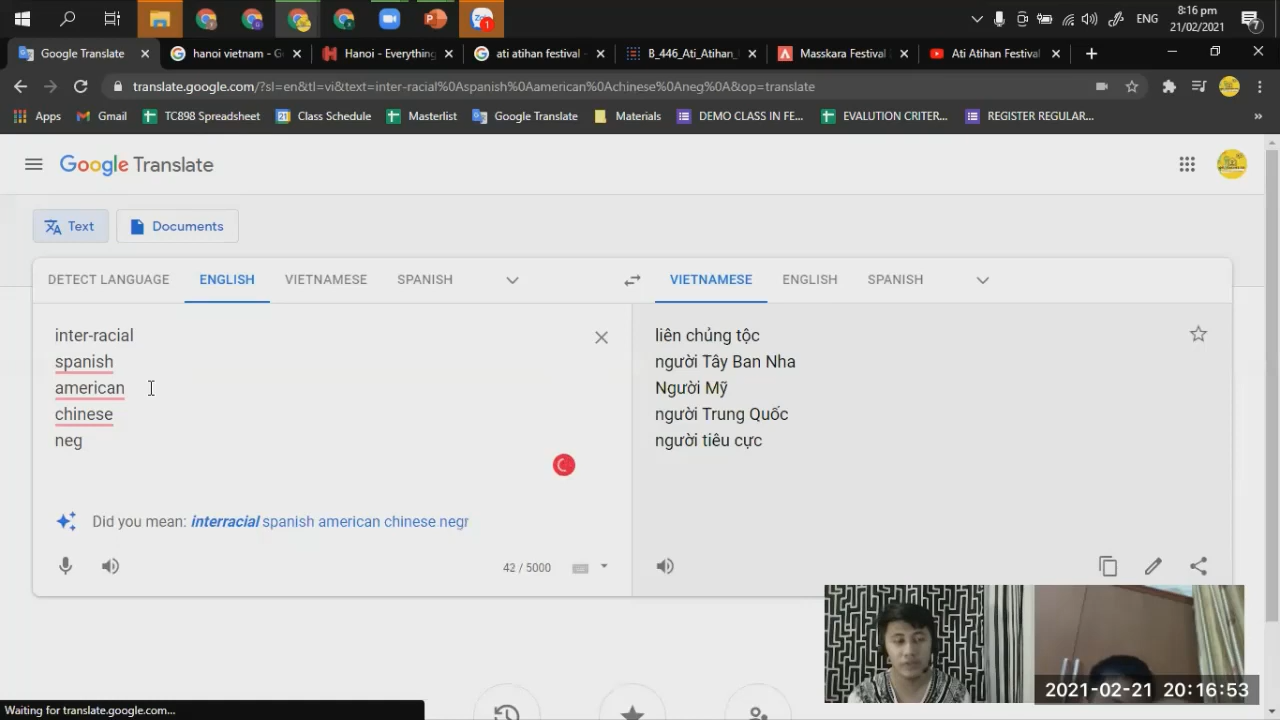 ENG
8:16 pm
21/02/2021
7
1
Google Translate
hanoi vietnam - G
Hanoi - Everything
ati atihan festival -
B_446_Ati_Atihan_
Masskara Festival
Ati Atihan Festival
translate.google.com/?sl=en&tl=vi&text=inter-racial%0Aspanish%0Aamerican%0Achinese%0Aneg%0A&op=translate
Apps
Gmail
TC898 Spreadsheet
21
Class Schedule
Masterlist
Google Translate
Materials
DEMO CLASS IN FE...
EVALUTION CRITER...
REGISTER REGULAR...
»
Google Translate
Text
Documents
DETECT LANGUAGE
ENGLISH
VIETNAMESE
SPANISH
VIETNAMESE
ENGLISH
SPANISH
inter-racial
spanish
american
chinese
neg
liên chủng tộc
người Tây Ban Nha
Người Mỹ
người Trung Quốc
người tiêu cực
Did you mean: interracial spanish american chinese negr
42 / 5000
2021-02-21 20:16:53
Waiting for translate.google.com...